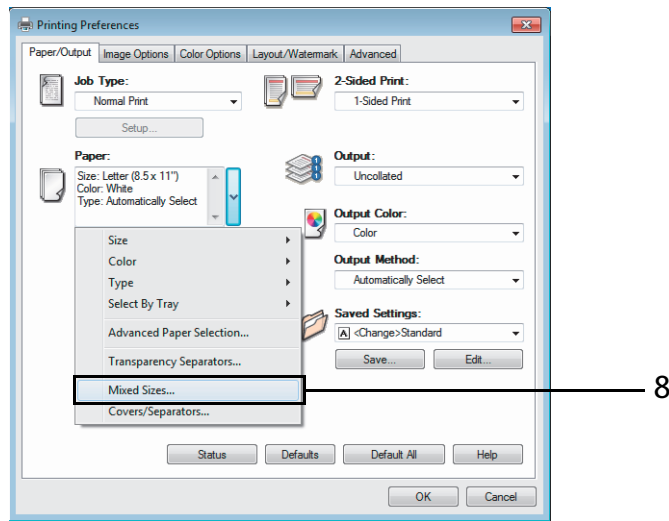 Printing Preferences
Paper/Output Image Options Color Options Layout/Watermark Advanced
Job Type:
Normal Print
Setup...
Paper:
Size: Letter (8.5 x 11")
Color: White
Type: Automatically Select
Size
Color
Type
Select By Tray
Advanced Paper Selection...
Transparency Separators...
Mixed Sizes...
Covers/Separators...
2-Sided Print:
1-Sided Print
Output:
Uncollated
Output Color:
Color
Output Method:
Automatically Select
Saved Settings:
A <Change>Standard
Save... Edit...
8
Status Defaults Default All Help
OK Cancel